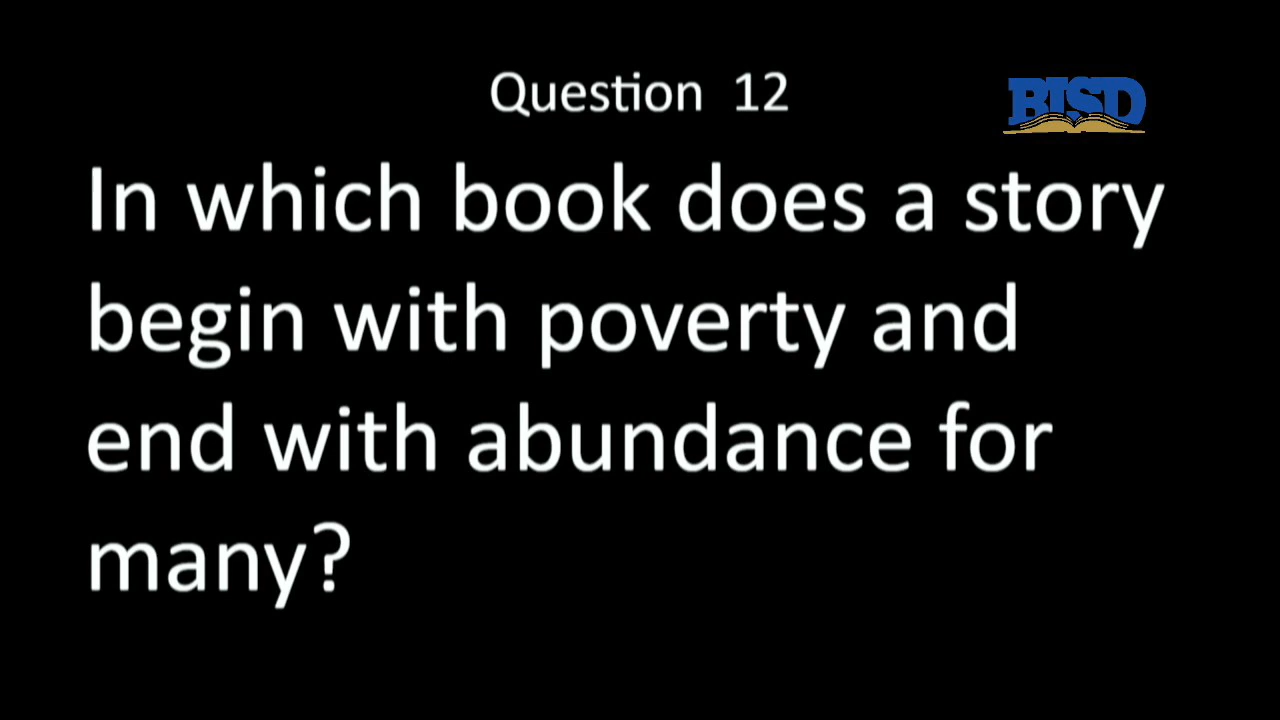 Question 12
BISD
In which book does a story
begin with poverty and
end with abundance for
many?